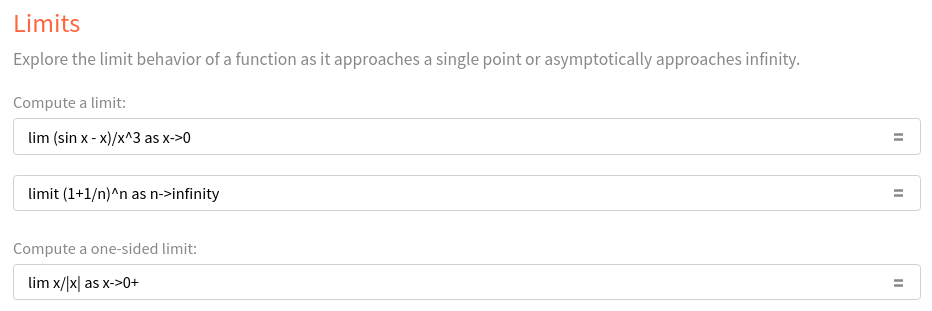 Limits
Explore the limit behavior of a function as it approaches a single point or asymptotically approaches infinity.
Compute a limit:
lim (sin x - x)/x^3 as x->0 =
limit (1+1/n)^n as n->infinity =
Compute a one-sided limit:
lim x/|x| as x->0+ =